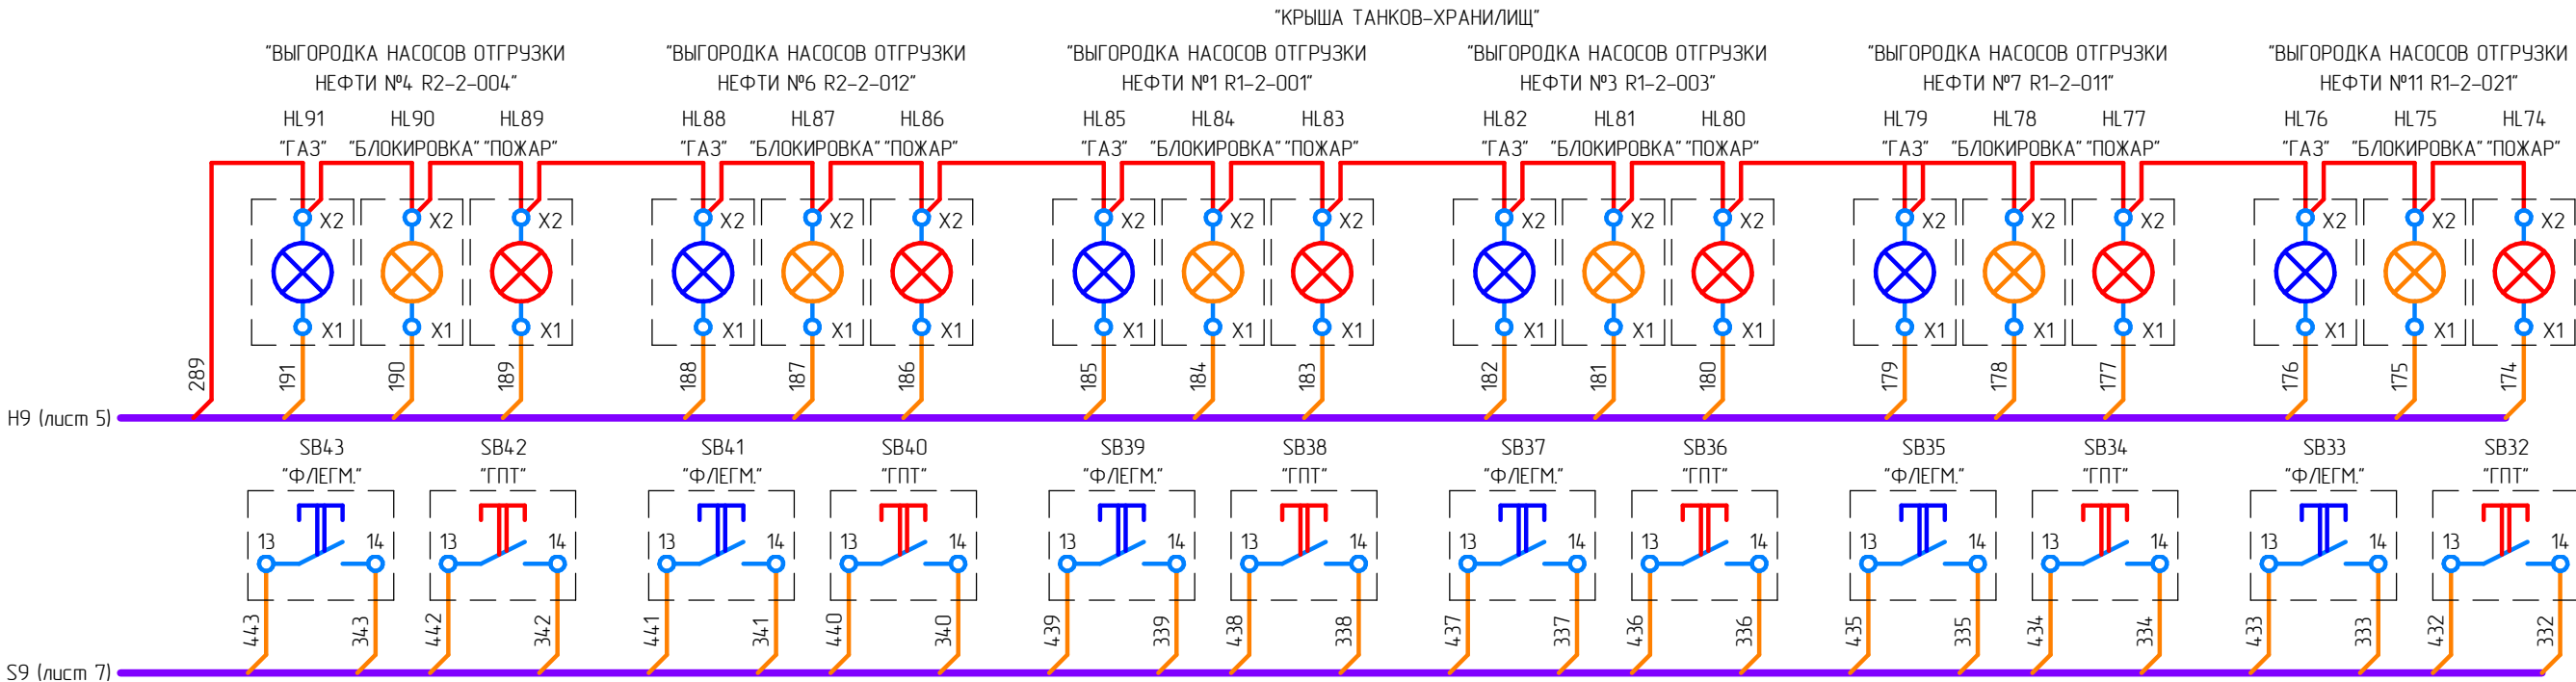 "КРЫША ТАНКОВ-ХРАНИЛИЩ"
"ВЫГОРОДКА НАСОСОВ ОТГРУЗКИ
НЕФТИ №4 R2-2-004"
"ВЫГОРОДКА НАСОСОВ ОТГРУЗКИ
НЕФТИ №6 R2-2-012"
"ВЫГОРОДКА НАСОСОВ ОТГРУЗКИ
НЕФТИ №1 R1-2-001"
"ВЫГОРОДКА НАСОСОВ ОТГРУЗКИ
НЕФТИ №3 R1-2-003"
"ВЫГОРОДКА НАСОСОВ ОТГРУЗКИ
НЕФТИ №7 R1-2-011"
"ВЫГОРОДКА НАСОСОВ ОТГРУЗКИ
НЕФТИ №11 R1-2-021"
HL91 HL90 HL89 HL88 HL87 HL86 HL85 HL84 HL83 HL82 HL81 HL80 HL79 HL78 HL77 HL76 HL75 HL74
"ГАЗ" "БЛОКИРОВКА" "ПОЖАР" "ГАЗ" "БЛОКИРОВКА" "ПОЖАР" "ГАЗ" "БЛОКИРОВКА" "ПОЖАР" "ГАЗ" "БЛОКИРОВКА" "ПОЖАР" "ГАЗ" "БЛОКИРОВКА" "ПОЖАР" "ГАЗ" "БЛОКИРОВКА" "ПОЖАР"
X2 X2 X2 X2 X2 X2 X2 X2 X2 X2 X2 X2 X2 X2 X2 X2 X2 X2
X1 X1 X1 X1 X1 X1 X1 X1 X1 X1 X1 X1 X1 X1 X1 X1 X1 X1
289 191 190 189 188 187 186 185 184 183 182 181 180 179 178 177 176 175 174
H9 (лист 5)
SB43 SB42 SB41 SB40 SB39 SB38 SB37 SB36 SB35 SB34 SB33 SB32
"ФЛЕГМ." "ГПТ" "ФЛЕГМ." "ГПТ" "ФЛЕГМ." "ГПТ" "ФЛЕГМ." "ГПТ" "ФЛЕГМ." "ГПТ" "ФЛЕГМ." "ГПТ"
13 14 13 14 13 14 13 14 13 14 13 14 13 14 13 14 13 14 13 14 13 14 13 14
443 343 442 342 441 341 440 340 439 339 438 338 437 337 436 336 435 335 434 334 433 333 432 332
S9 (лист 7)